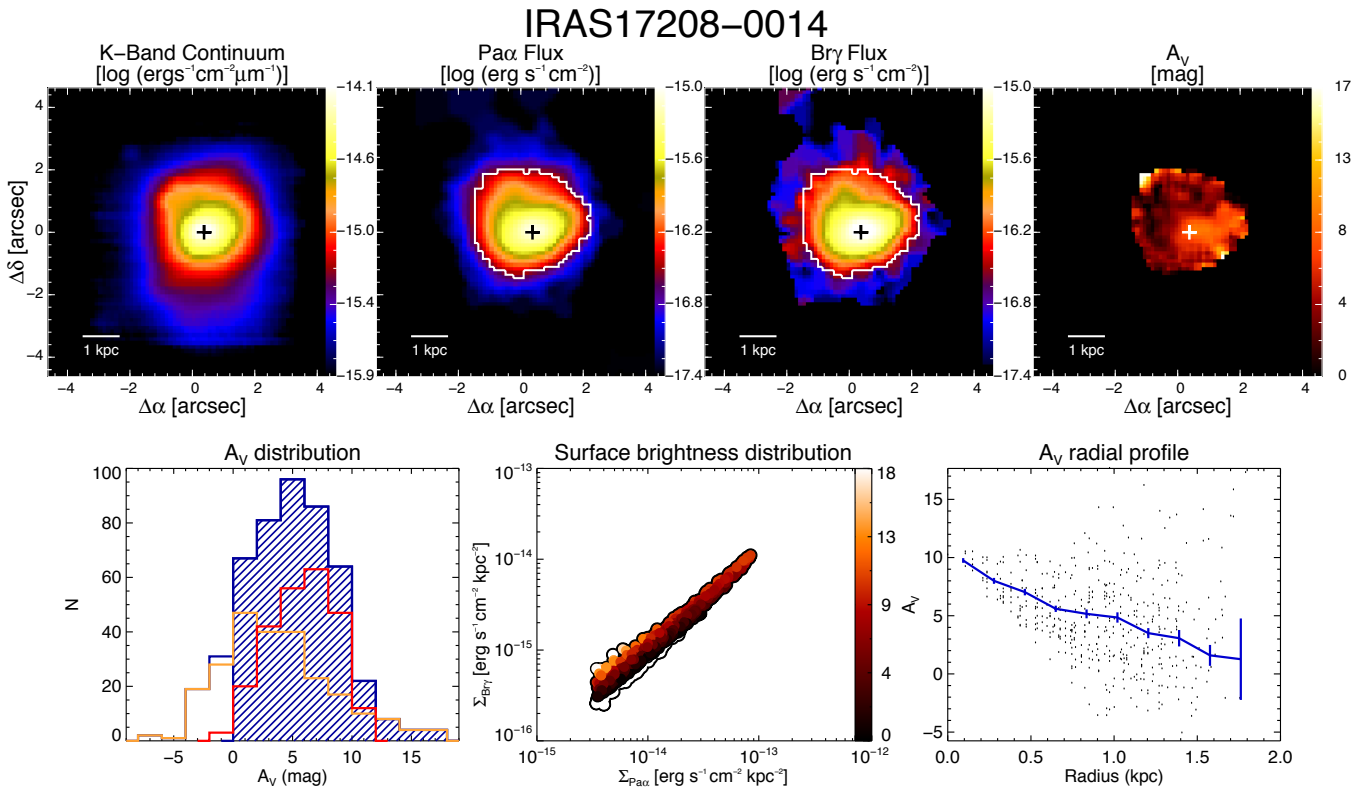 IRAS17208−0014
K−Band Continuum
[log (ergs⁻¹cm⁻²μm⁻¹)]
Paα Flux
[log (erg s⁻¹cm⁻²)]
Brγ Flux
[log (erg s⁻¹cm⁻²)]
A_V
[mag]
4
2
0
−2
−4
Δδ [arcsec]
1 kpc
−4 −2 0 2 4
Δα [arcsec]
−14.1
−14.6
−15.0
−15.4
−15.9
1 kpc
−4 −2 0 2 4
Δα [arcsec]
−15.0
−15.6
−16.2
−16.8
−17.4
1 kpc
−4 −2 0 2 4
Δα [arcsec]
−15.0
−15.6
−16.2
−16.8
−17.4
1 kpc
−4 −2 0 2 4
Δα [arcsec]
17
13
8
4
0
A_V distribution
100
80
60
40
20
0
N
−5 0 5 10 15
A_V (mag)
Surface brightness distribution
10⁻¹³
10⁻¹⁴
10⁻¹⁵
10⁻¹⁶
Σ_Brγ [erg s⁻¹ cm⁻² kpc⁻²]
10⁻¹⁵ 10⁻¹⁴ 10⁻¹³ 10⁻¹²
Σ_Paα [erg s⁻¹ cm⁻² kpc⁻²]
18
13
9
4
0
A_V radial profile
15
10
5
0
−5
A_V
0.0 0.5 1.0 1.5 2.0
Radius (kpc)